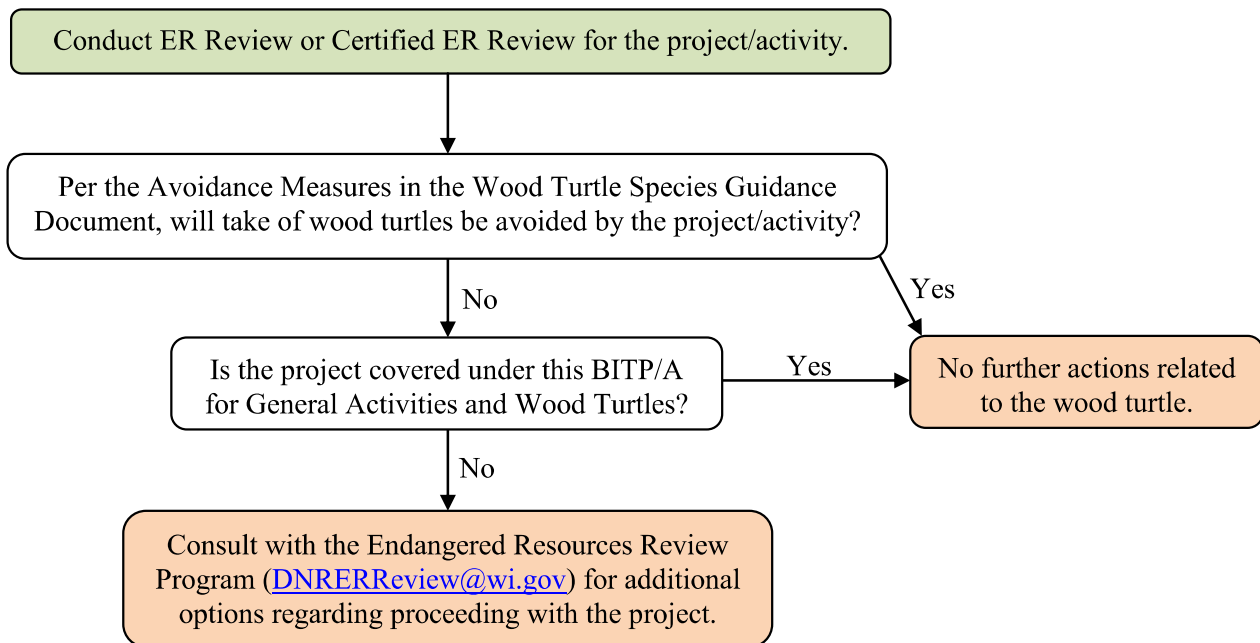 Conduct ER Review or Certified ER Review for the project/activity.
Per the Avoidance Measures in the Wood Turtle Species Guidance
Document, will take of wood turtles be avoided by the project/activity?
Yes
No
Is the project covered under this BITP/A
for General Activities and Wood Turtles?
Yes
No further actions related
to the wood turtle.
No
Consult with the Endangered Resources Review
Program (DNRERReview@wi.gov) for additional
options regarding proceeding with the project.